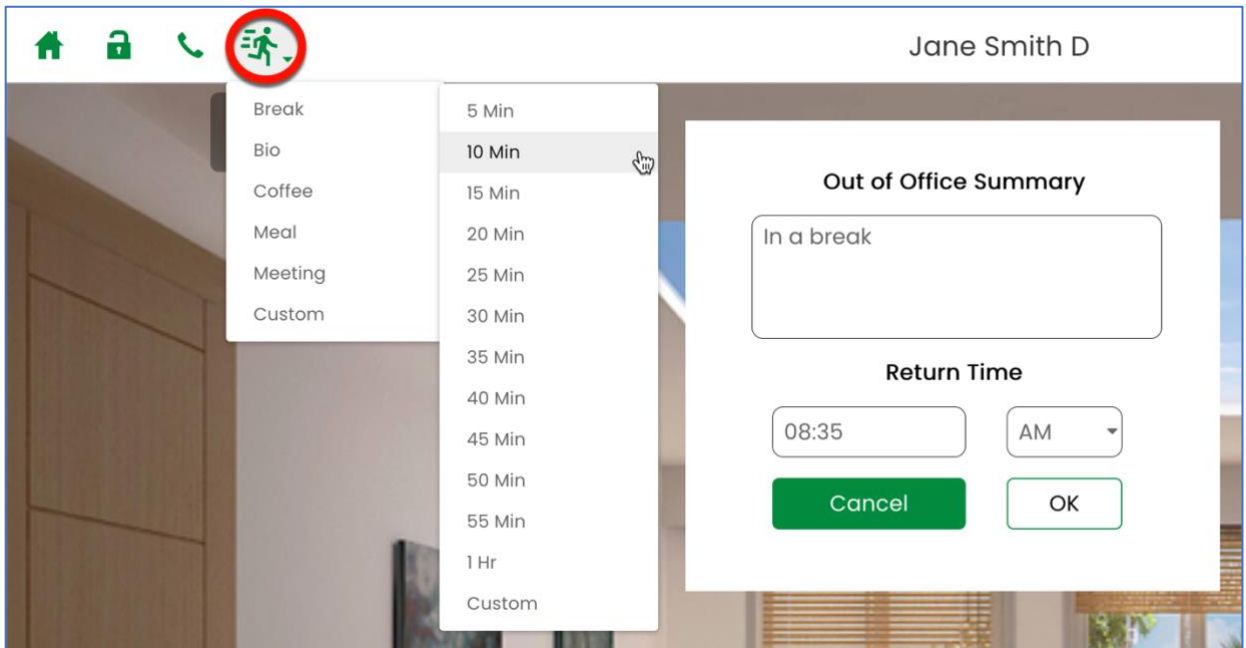 Jane Smith D
Break
Bio
Coffee
Meal
Meeting
Custom
5 Min
10 Min
15 Min
20 Min
25 Min
30 Min
35 Min
40 Min
45 Min
50 Min
55 Min
1 Hr
Custom
Out of Office Summary
In a break
Return Time
08:35
AM
Cancel
OK